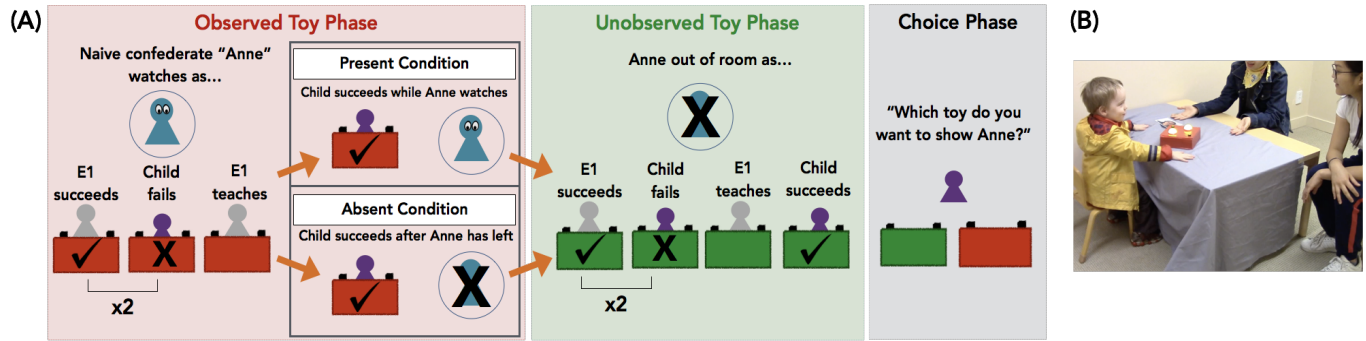 (A)
Observed Toy Phase
Naive confederate “Anne”
watches as...
E1
succeeds
Child
fails
E1
teaches
X
x2
Present Condition
Child succeeds while Anne watches
Absent Condition
Child succeeds after Anne has left
X
Unobserved Toy Phase
Anne out of room as...
X
E1
succeeds
Child
fails
E1
teaches
Child
succeeds
X
x2
Choice Phase
“Which toy do you
want to show Anne?”
(B)